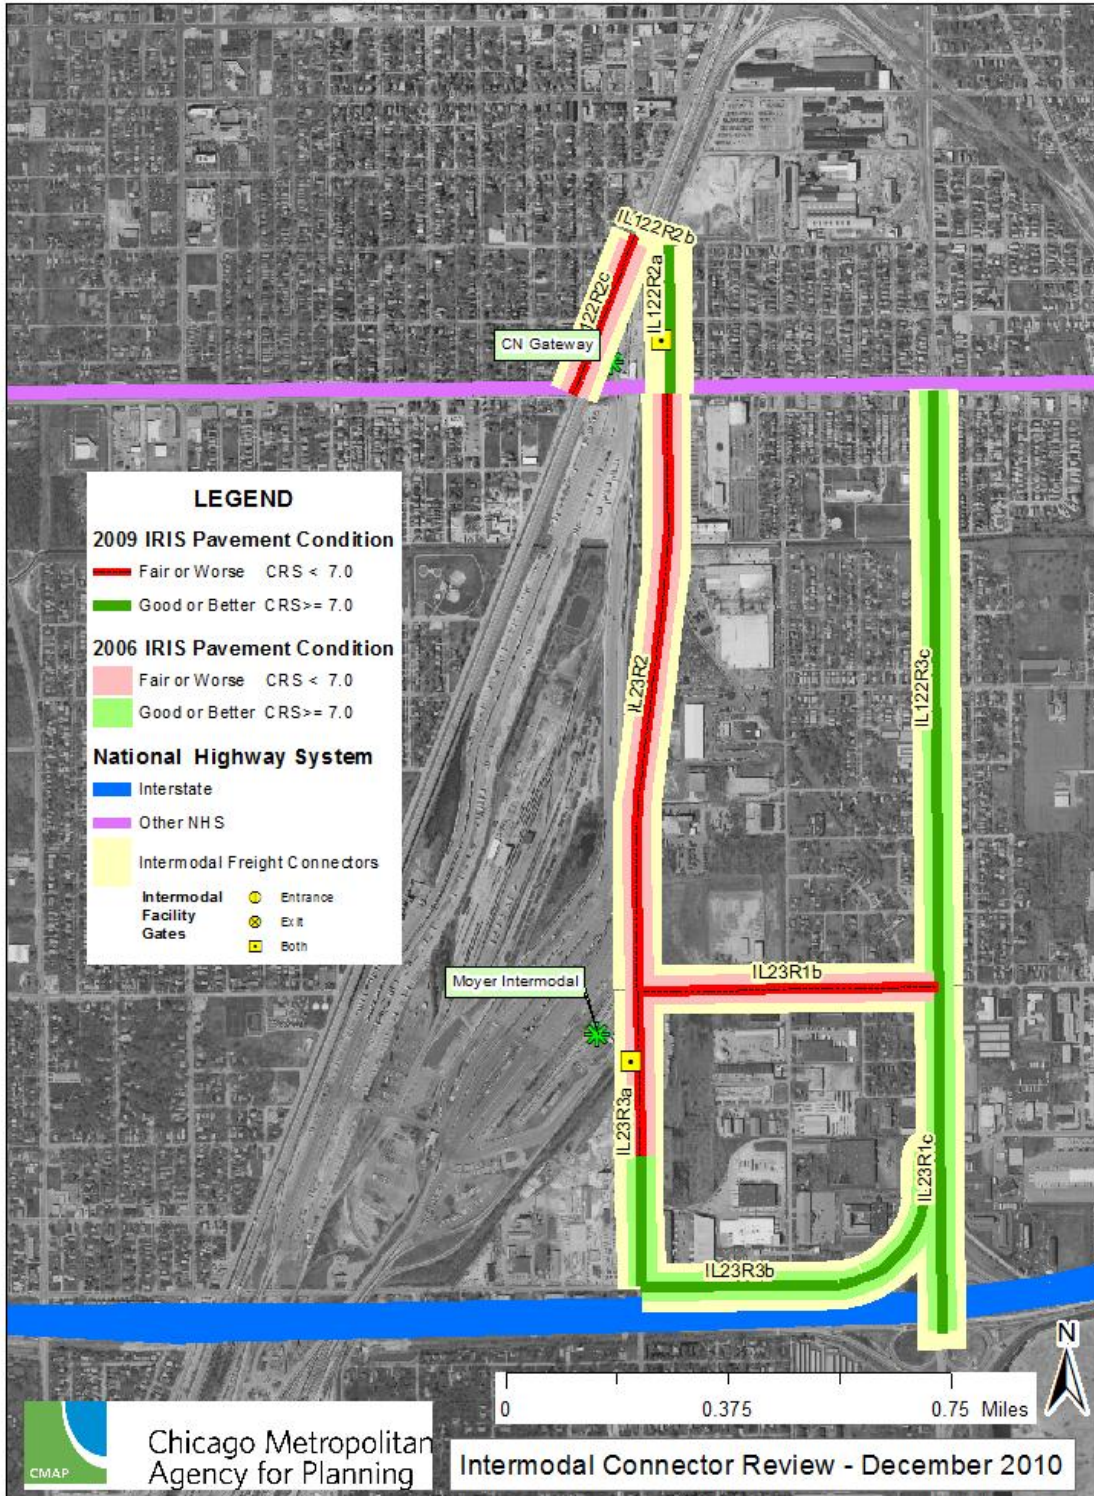 IL122R2b
122R2c
IL122R2a
CN Gateway
LEGEND
2009 IRIS Pavement Condition
Fair or Worse CRS < 7.0
Good or Better CRS>= 7.0
2006 IRIS Pavement Condition
Fair or Worse CRS < 7.0
Good or Better CRS>= 7.0
National Highway System
Interstate
Other NHS
Intermodal Freight Connectors
Intermodal
Facility
Gates
Entrance
Exit
Both
IL23R2
IL122R3c
IL23R1b
Moyer Intermodal
IL23R3a
IL23R1c
IL23R3b
N
0 0.375 0.75 Miles
CMAP
Chicago Metropolitan
Agency for Planning
Intermodal Connector Review - December 2010